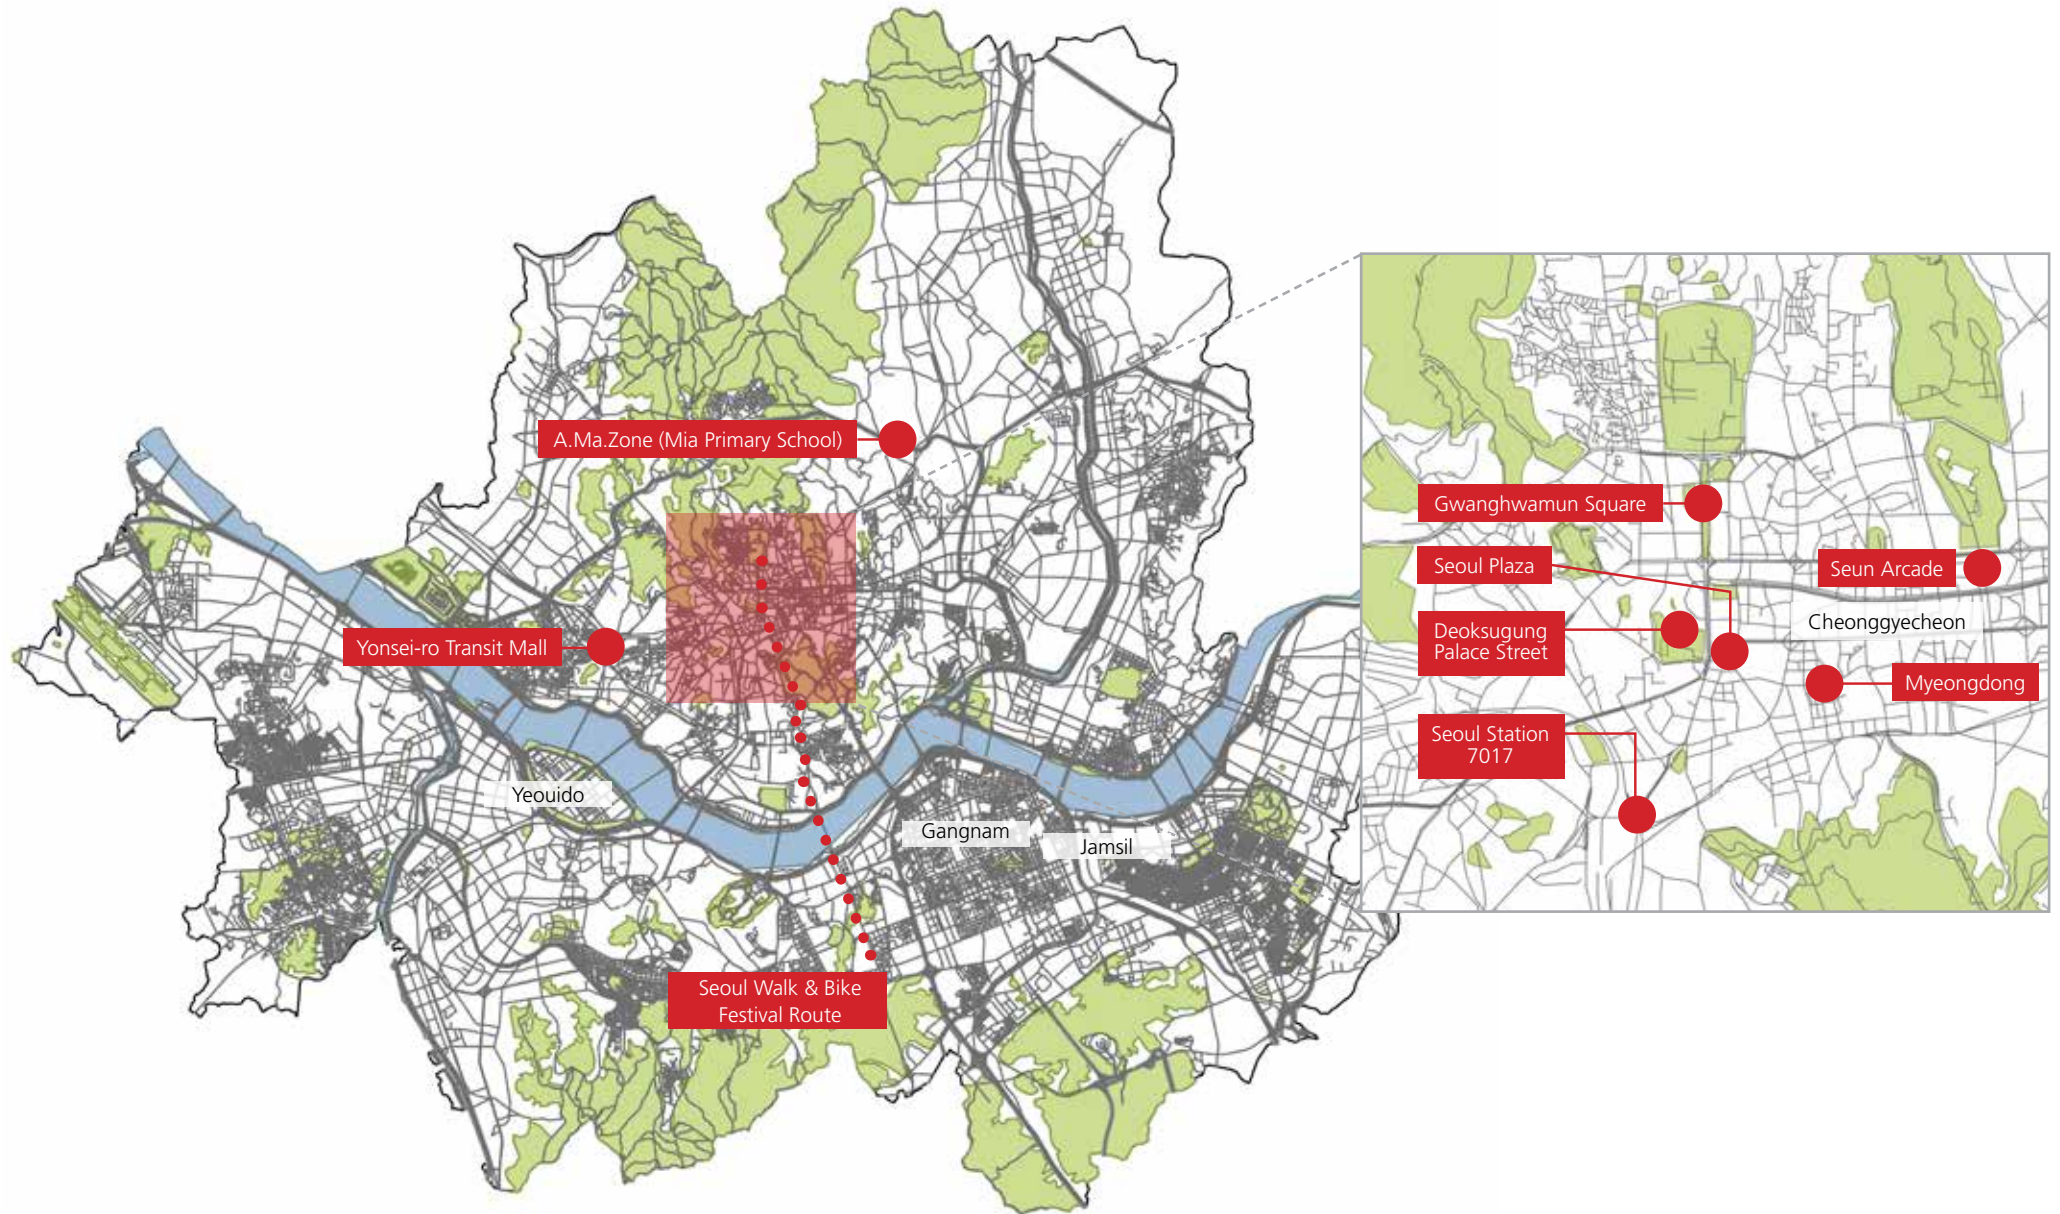 A.Ma.Zone (Mia Primary School)
Yonsei-ro Transit Mall
Yeouido
Gangnam
Jamsil
Seoul Walk & Bike
Festival Route
Gwanghwamun Square
Seoul Plaza
Seun Arcade
Deoksugung
Palace Street
Cheonggyecheon
Myeongdong
Seoul Station
7017